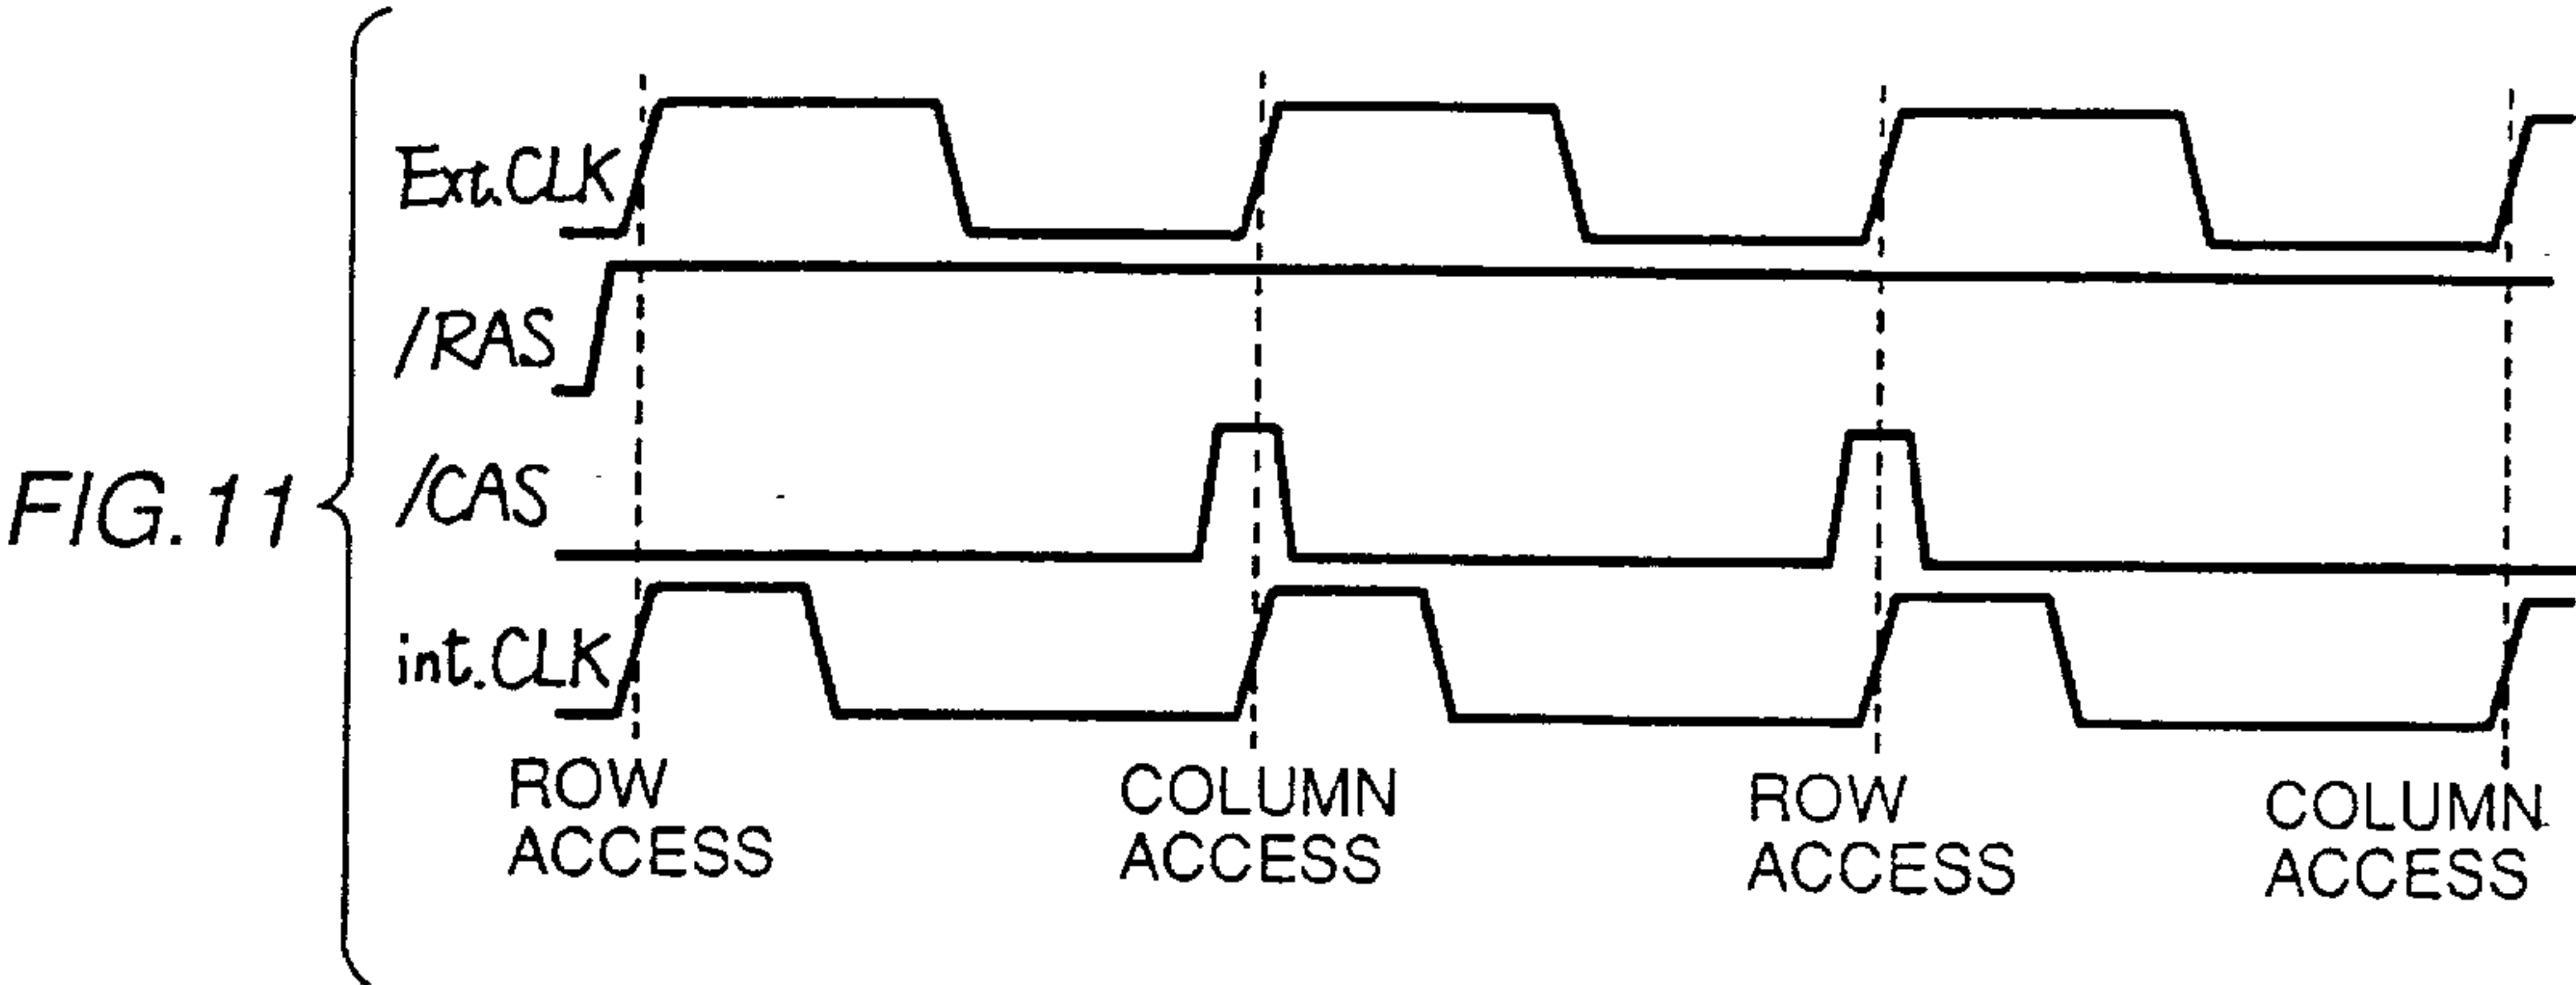 FIG.11
Ext.CLK
/RAS
/CAS
int.CLK
ROW
ACCESS
COLUMN
ACCESS
ROW
ACCESS
COLUMN
ACCESS